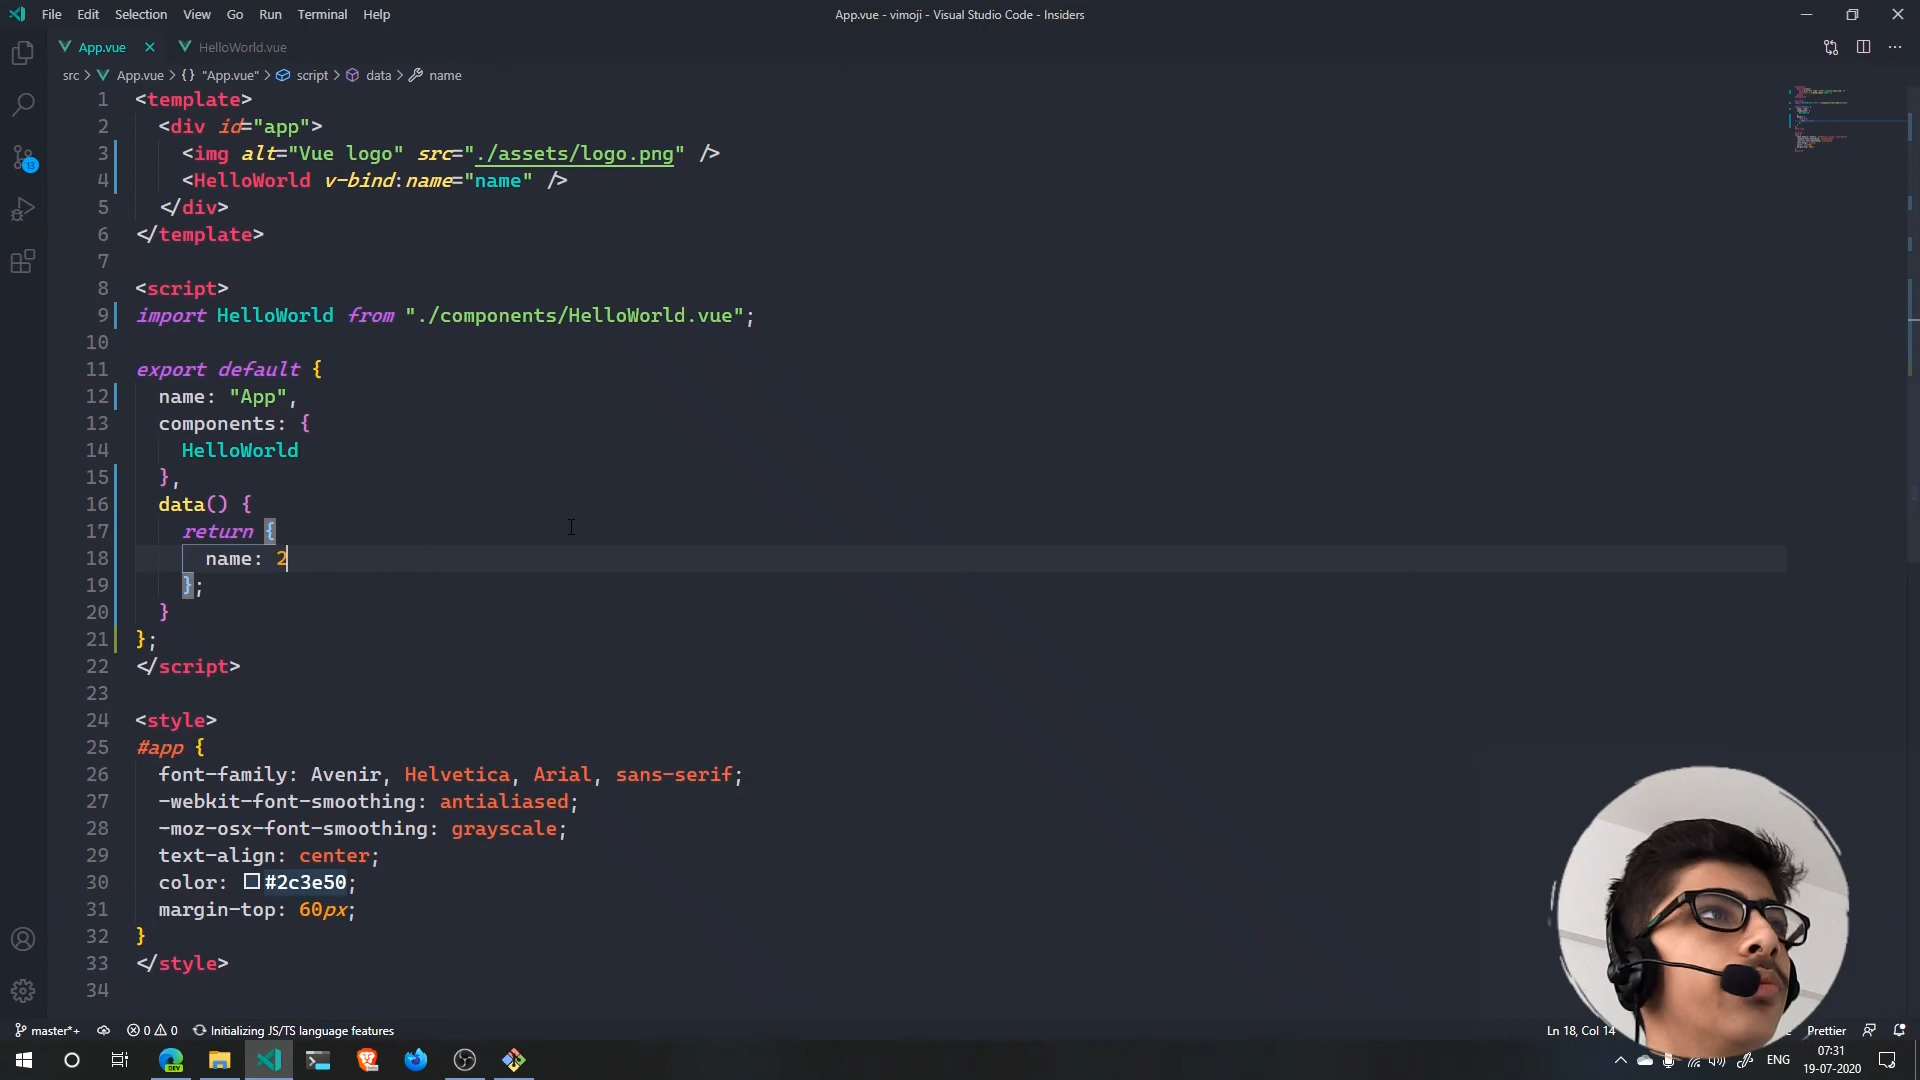 File Edit Selection View Go Run Terminal Help App.vue - vimoji - Visual Studio Code - Insiders
App.vue HelloWorld.vue
src > App.vue > {} "App.vue" > script > data > name
1 <template>
2 <div id="app">
3 <img alt="Vue logo" src="./assets/logo.png" />
4 <HelloWorld v-bind:name="name" />
5 </div>
6 </template>
7
8 <script>
9 import HelloWorld from "./components/HelloWorld.vue";
10
11 export default {
12 name: "App",
13 components: {
14 HelloWorld
15 },
16 data() {
17 return {
18 name: 2
19 };
20 }
21 };
22 </script>
23
24 <style>
25 #app {
26 font-family: Avenir, Helvetica, Arial, sans-serif;
27 -webkit-font-smoothing: antialiased;
28 -moz-osx-font-smoothing: grayscale;
29 text-align: center;
30 color: #2c3e50;
31 margin-top: 60px;
32 }
33 </style>
34
13
master*+ 0 0 Initializing JS/TS language features Ln 18, Col 14 Prettier
DEV ENG 07:31
19-07-2020